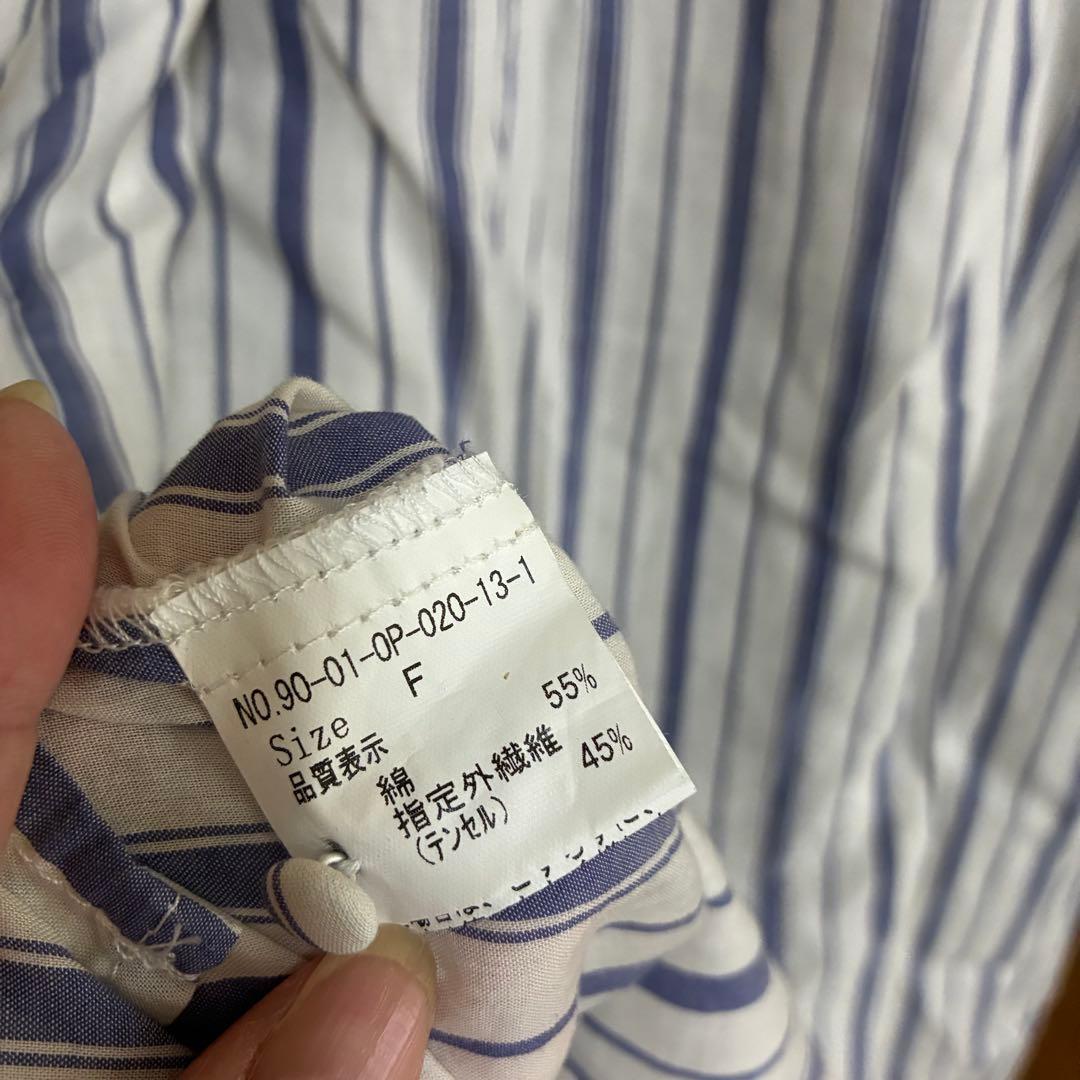 NO.90-01-OP-020-13-1
Size F
品質表示
綿 55%
指定外繊維 45%
(テンセル)